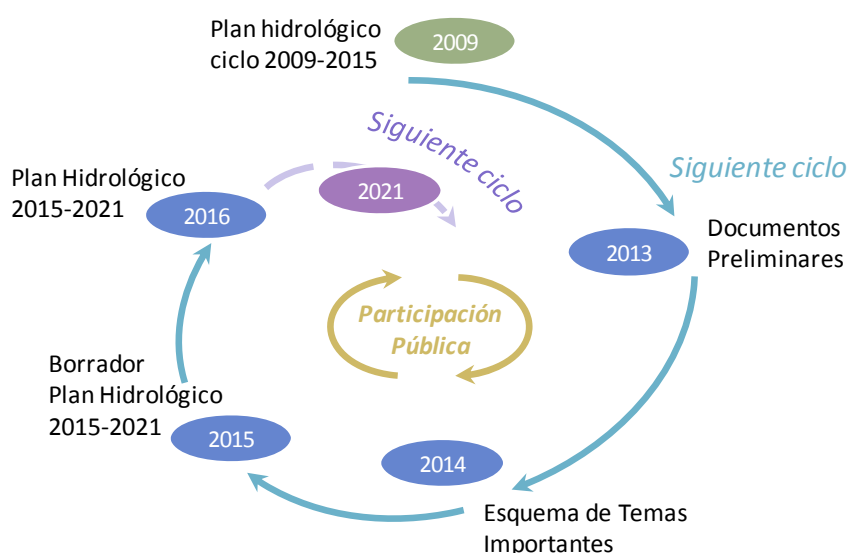 Plan hidrológico
ciclo 2009-2015
2009
Siguiente ciclo
Siguiente ciclo
Plan Hidrológico
2015-2021
2016
2021
2013
Documentos
Preliminares
Participación
Pública
Borrador
Plan Hidrológico
2015-2021
2015
2014
Esquema de Temas
Importantes